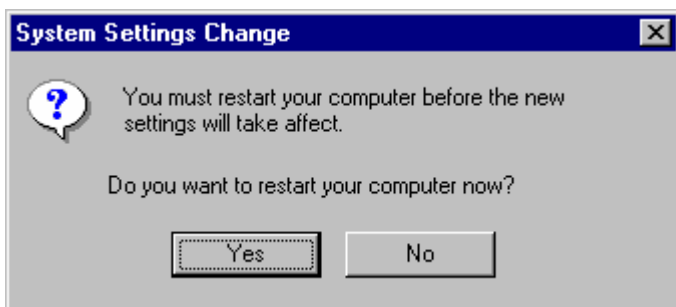 System Settings Change
You must restart your computer before the new
settings will take affect.
Do you want to restart your computer now?
Yes No